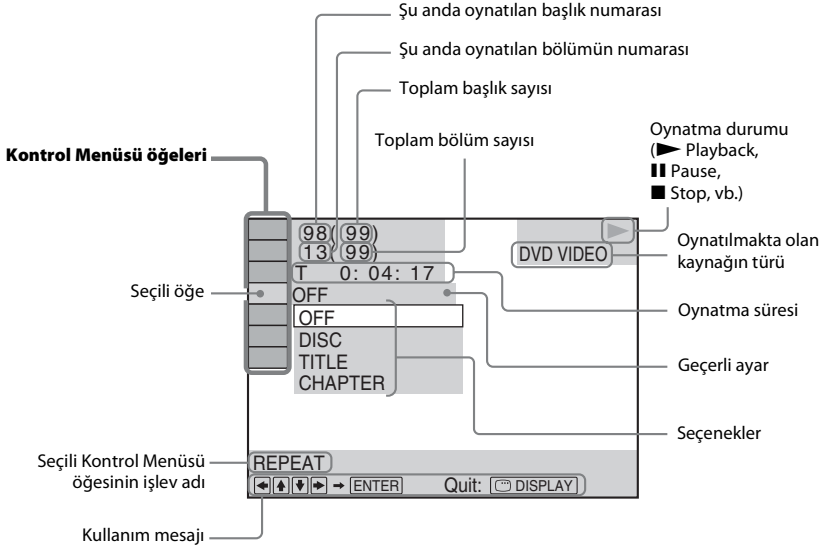 Şu anda oynatılan başlık numarası
Şu anda oynatılan bölümün numarası
Toplam başlık sayısı
Toplam bölüm sayısı
Oynatma durumu
(► Playback,
❚❚ Pause,
■ Stop, vb.)
Kontrol Menüsü öğeleri
98(99)
13(99)
T 0: 04: 17
OFF
OFF
DISC
TITLE
CHAPTER
DVD VIDEO
Oynatılmakta olan
kaynağın türü
Seçili öğe
Oynatma süresi
Geçerli ayar
Seçenekler
Seçili Kontrol Menüsü
öğesinin işlev adı
REPEAT
ENTER Quit: DISPLAY
Kullanım mesajı